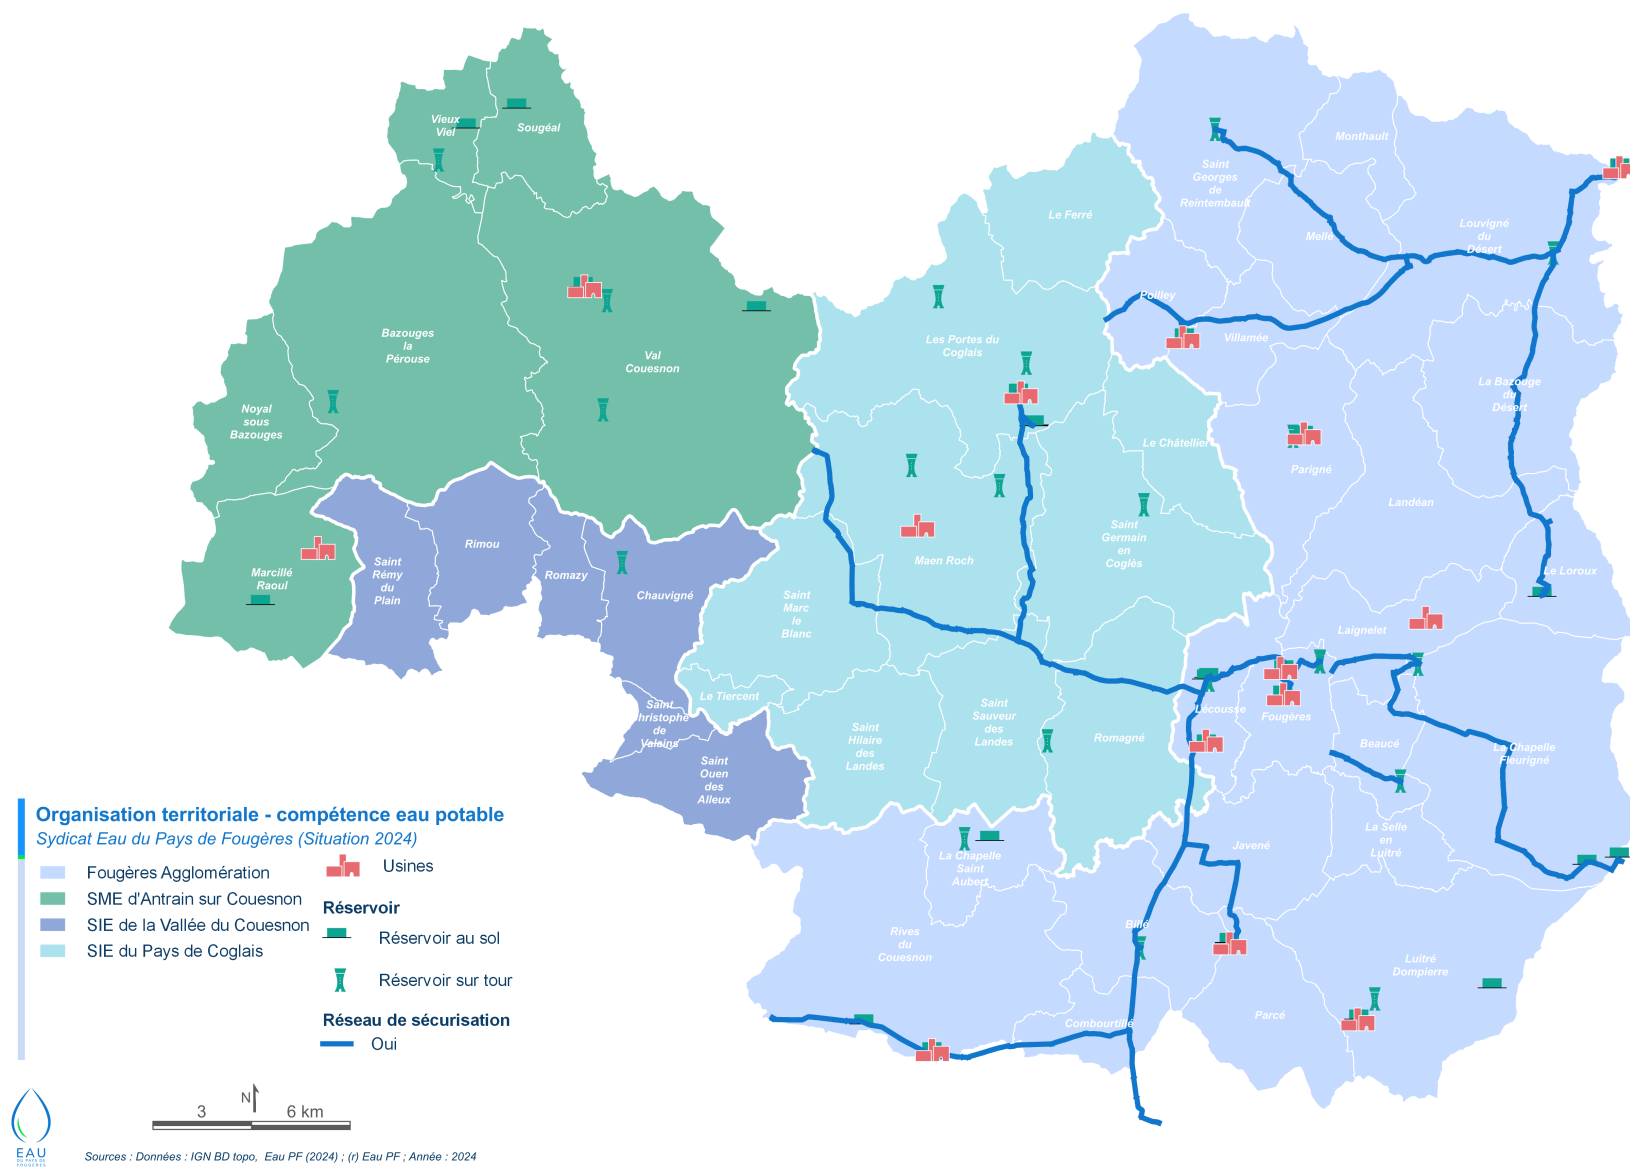 Vieux
Viel
Sougéal
Monthault
Saint
Georges
de
Reintembault
Le Ferré
Louvigné
du
Désert
Mellé
Poilley
Villamée
Bazouges
la
Pérouse
Val
Couesnon
Les Portes du
Coglais
La Bazouge
du
Désert
Noyal
sous
Bazouges
Le Châtellier
Parigné
Landéan
Saint
Germain
en
Coglès
Maen Roch
Rimou
Saint
Rémy
du
Plain
Marcillé
Raoul
Romazy
Chauvigné
Le Loroux
Saint
Marc
le
Blanc
Laignelet
Le Tiercent
Saint
hristophe
de
Valains
Saint
Sauveur
des
Landes
Lécousse
Fougères
Saint
Hilaire
des
Landes
Romagné
Beaucé
La Chapelle
Fleurigné
Saint
Ouen
des
Alleux
La Selle
en
Luitré
Javené
La Chapelle
Saint
Aubert
Billé
Rives
du
Couesnon
Luitré
Dompierre
Combourtillé
Parcé
Organisation territoriale - compétence eau potable
Sydicat Eau du Pays de Fougères (Situation 2024)
Fougères Agglomération
SME d'Antrain sur Couesnon
SIE de la Vallée du Couesnon
SIE du Pays de Coglais
Usines
Réservoir
Réservoir au sol
Réservoir sur tour
Réseau de sécurisation
Oui
N
3 6 km
EAU
DU PAYS DE
FOUGÈRES
Sources : Données : IGN BD topo, Eau PF (2024) ; (r) Eau PF ; Année : 2024